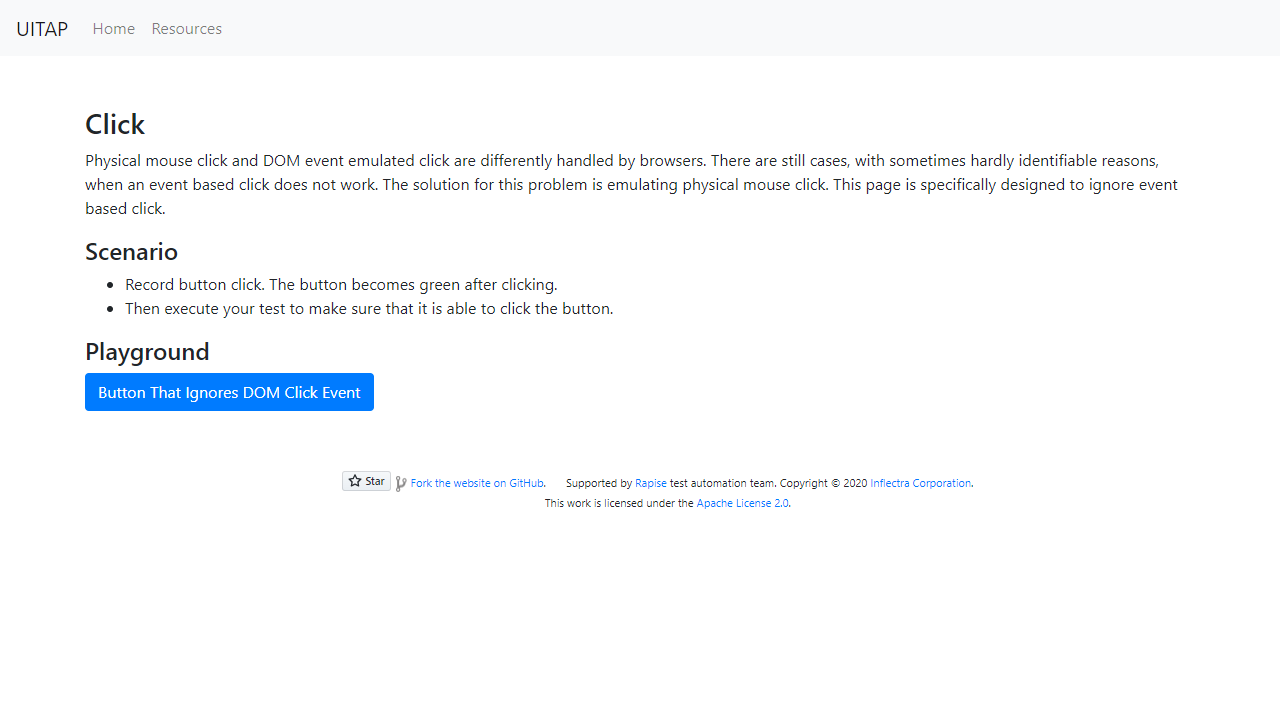 UITAP Home Resources
Click
Physical mouse click and DOM event emulated click are differently handled by browsers. There are still cases, with sometimes hardly identifiable reasons,
when an event based click does not work. The solution for this problem is emulating physical mouse click. This page is specifically designed to ignore event
based click.
Scenario
Record button click. The button becomes green after clicking.
Then execute your test to make sure that it is able to click the button.
Playground
Button That Ignores DOM Click Event
Star Fork the website on GitHub. Supported by Rapise test automation team. Copyright © 2020 Inflectra Corporation.
This work is licensed under the Apache License 2.0.